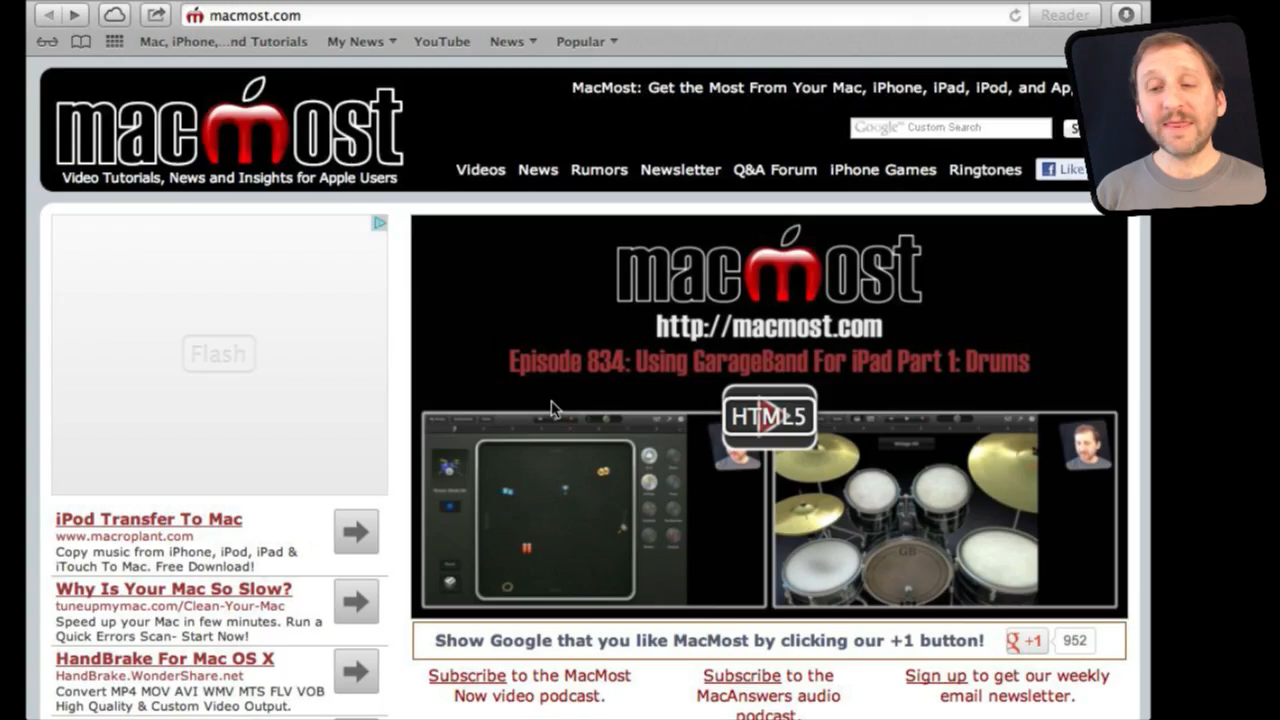 macmost.com
Reader
Mac, iPhone,...nd Tutorials
My News
YouTube
News
Popular
macmost
Video Tutorials, News and Insights for Apple Users
MacMost: Get the Most From Your Mac, iPhone, iPad, iPod, and
Google™ Custom Search
Videos
News
Rumors
Newsletter
Q&A Forum
iPhone Games
Ringtones
Like
Flash
macmost
http://macmost.com
Episode 834: Using GarageBand For iPad Part 1: Drums
HTML5
GB
iPod Transfer To Mac
www.macroplant.com
Copy music from iPhone, iPod, iPad &
iTouch To Mac. Free Download!
Why Is Your Mac So Slow?
tuneupmymac.com/Clean-Your-Mac
Speed up your Mac in few minutes. Run a
Quick Errors Scan- Start Now!
HandBrake For Mac OS X
HandBrake.WonderShare.net
Convert MP4 MOV AVI WMV MTS FLV VOB
High Quality & Custom Video Output.
Show Google that you like MacMost by clicking our +1 button!
g +1
952
Subscribe to the MacMost
Now video podcast.
Subscribe to the
MacAnswers audio
podcast.
Sign up to get our weekly
email newsletter.